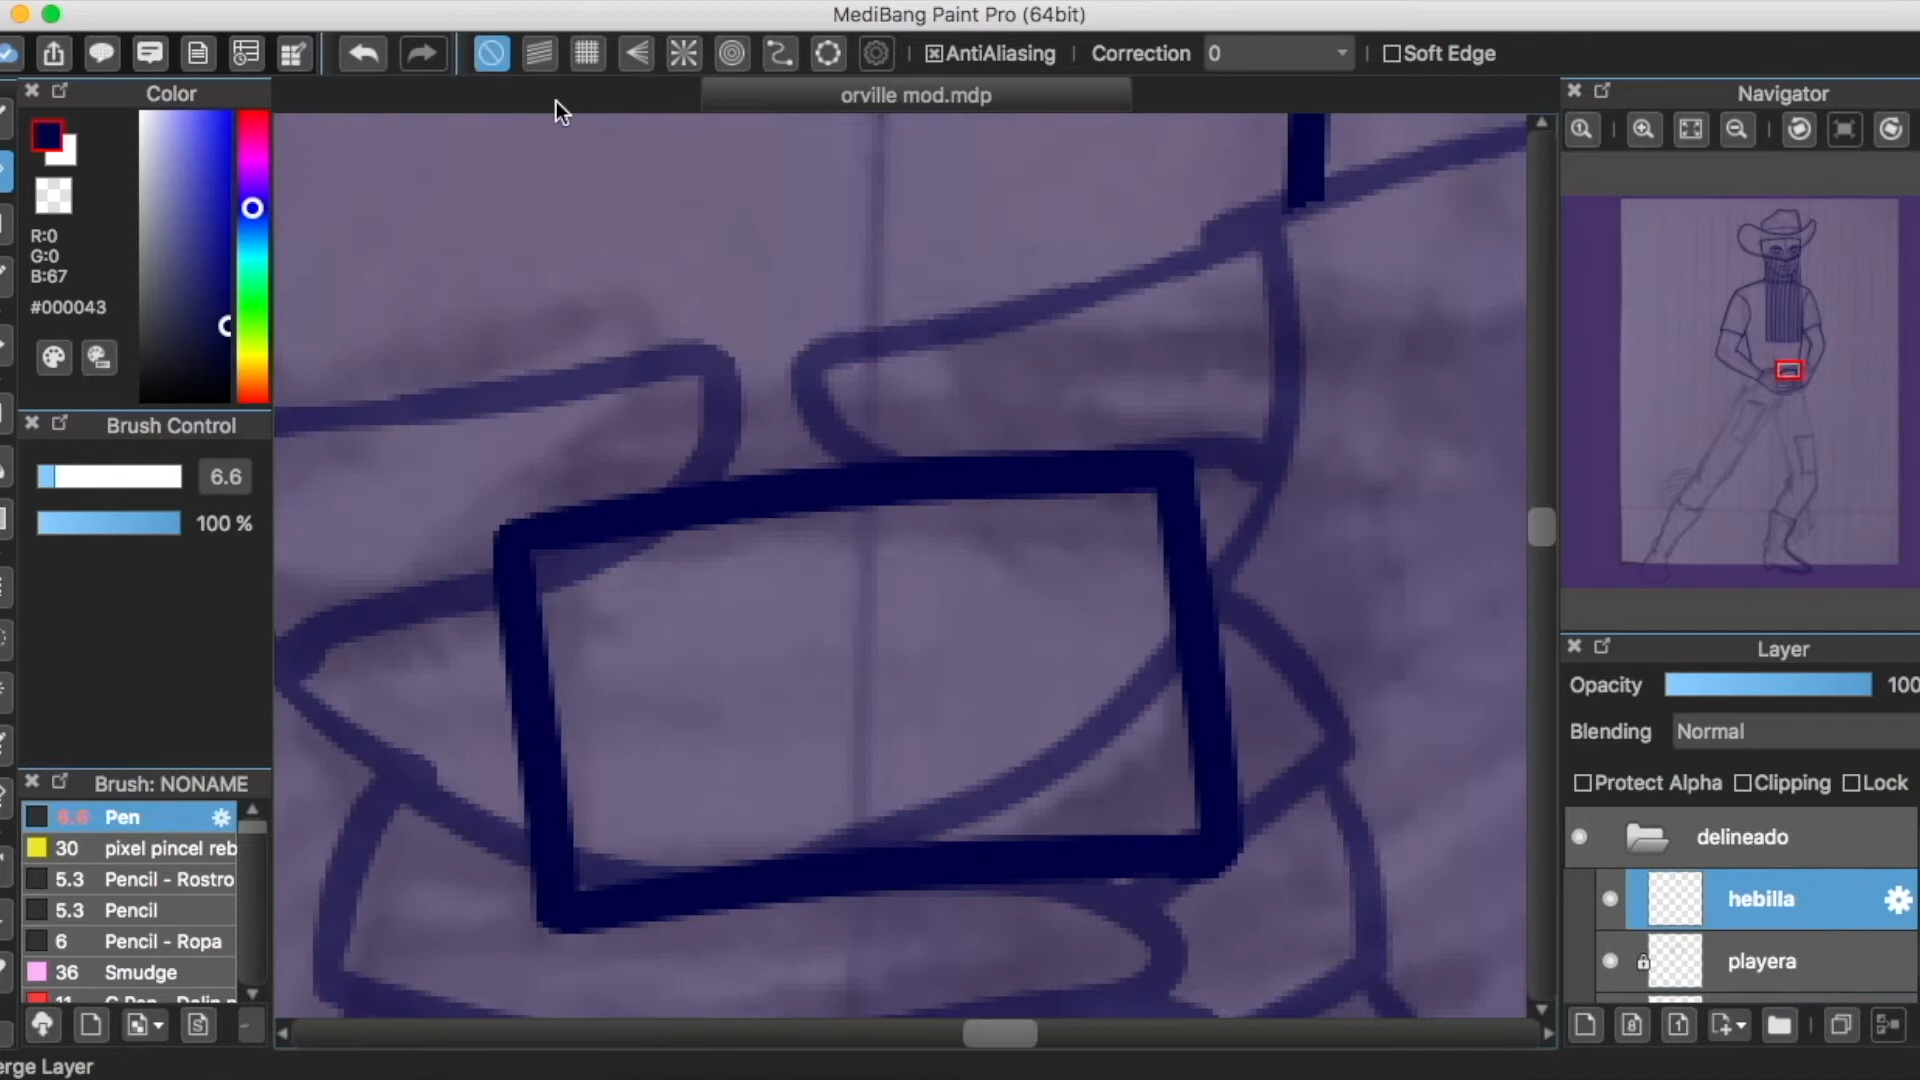 MediBang Paint Pro (64bit)
AntiAliasing
Correction 0
Soft Edge
Color
orville mod.mdp
Navigator
R:0
G:0
B:67
#000043
Brush Control
6.6
100 %
Layer
Opacity 100
Blending Normal
Protect Alpha Clipping Lock
Brush: NONAME
6.6 Pen
30 pixel pincel reb
5.3 Pencil - Rostro
5.3 Pencil
6 Pencil - Ropa
36 Smudge
delineado
hebilla
playera
erge Layer